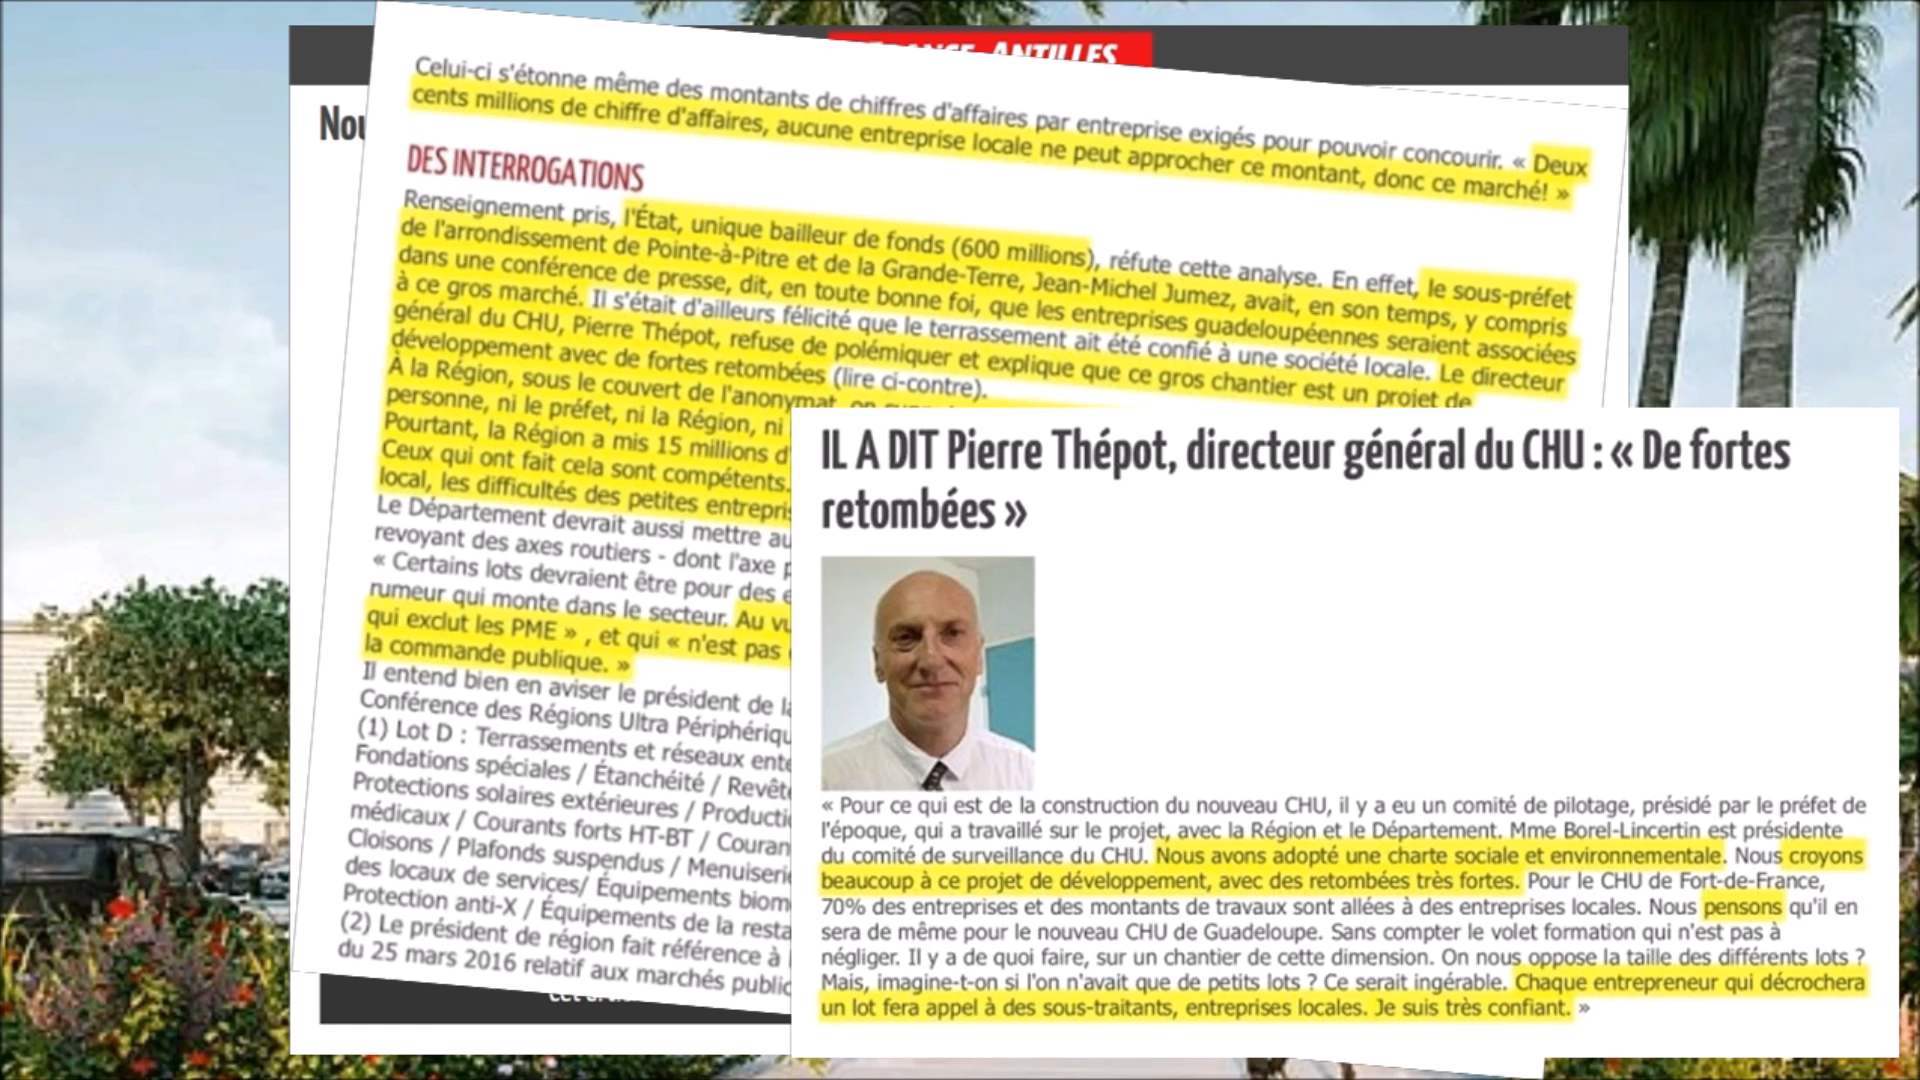 ANTILLES
Nou
Celui-ci s'étonne même des montants de chiffres d'affaires par entreprise exigés pour pouvoir concourir. « Deux
cents millions de chiffre d'affaires, aucune entreprise locale ne peut approcher ce montant, donc ce marché! »
DES INTERROGATIONS
Renseignement pris, l'État, unique bailleur de fonds (600 millions), réfute cette analyse. En effet, le sous-préfet
de l'arrondissement de Pointe-à-Pitre et de la Grande-Terre, Jean-Michel Jumez, avait, en son temps, y compris
dans une conférence de presse, dit, en toute bonne foi, que les entreprises guadeloupéennes seraient associées
à ce gros marché. Il s'était d'ailleurs félicité que le terrassement ait été confié à une société locale. Le directeur
général du CHU, Pierre Thépot, refuse de polémiquer et explique que ce gros chantier est un projet de
développement avec de fortes retombées (lire ci-contre).
À la Région, sous le couvert de l'anonymat, on
personne, ni le préfet, ni la Région, ni
Pourtant, la Région a mis 15 millions d'
Ceux qui ont fait cela sont compétents.
local, les difficultés des petites entrepris
Le Département devrait aussi mettre au
revoyant des axes routiers - dont l'axe p
« Certains lots devraient être pour des e
rumeur qui monte dans le secteur. Au vu
qui exclut les PME » , et qui « n'est pas
la commande publique. »
Il entend bien en aviser le président de la
Conférence des Régions Ultra Périphériqu
(1) Lot D : Terrassements et réseaux ente
Fondations spéciales / Étanchéité / Revête
Protections solaires extérieures / Producti
médicaux / Courants forts HT-BT / Couran
Cloisons / Plafonds suspendus / Menuiserie
des locaux de services/ Équipements biom
Protection anti-X / Équipements de la resta
(2) Le président de région fait référence à
du 25 mars 2016 relatif aux marchés public
IL A DIT Pierre Thépot, directeur général du CHU : « De fortes
retombées »
« Pour ce qui est de la construction du nouveau CHU, il y a eu un comité de pilotage, présidé par le préfet de
l'époque, qui a travaillé sur le projet, avec la Région et le Département. Mme Borel-Lincertin est présidente
du comité de surveillance du CHU. Nous avons adopté une charte sociale et environnementale. Nous croyons
beaucoup à ce projet de développement, avec des retombées très fortes. Pour le CHU de Fort-de-France,
70% des entreprises et des montants de travaux sont allées à des entreprises locales. Nous pensons qu'il en
sera de même pour le nouveau CHU de Guadeloupe. Sans compter le volet formation qui n'est pas à
négliger. Il y a de quoi faire, sur un chantier de cette dimension. On nous oppose la taille des différents lots ?
Mais, imagine-t-on si l'on n'avait que de petits lots ? Ce serait ingérable. Chaque entrepreneur qui décrochera
un lot fera appel à des sous-traitants, entreprises locales. Je suis très confiant. »